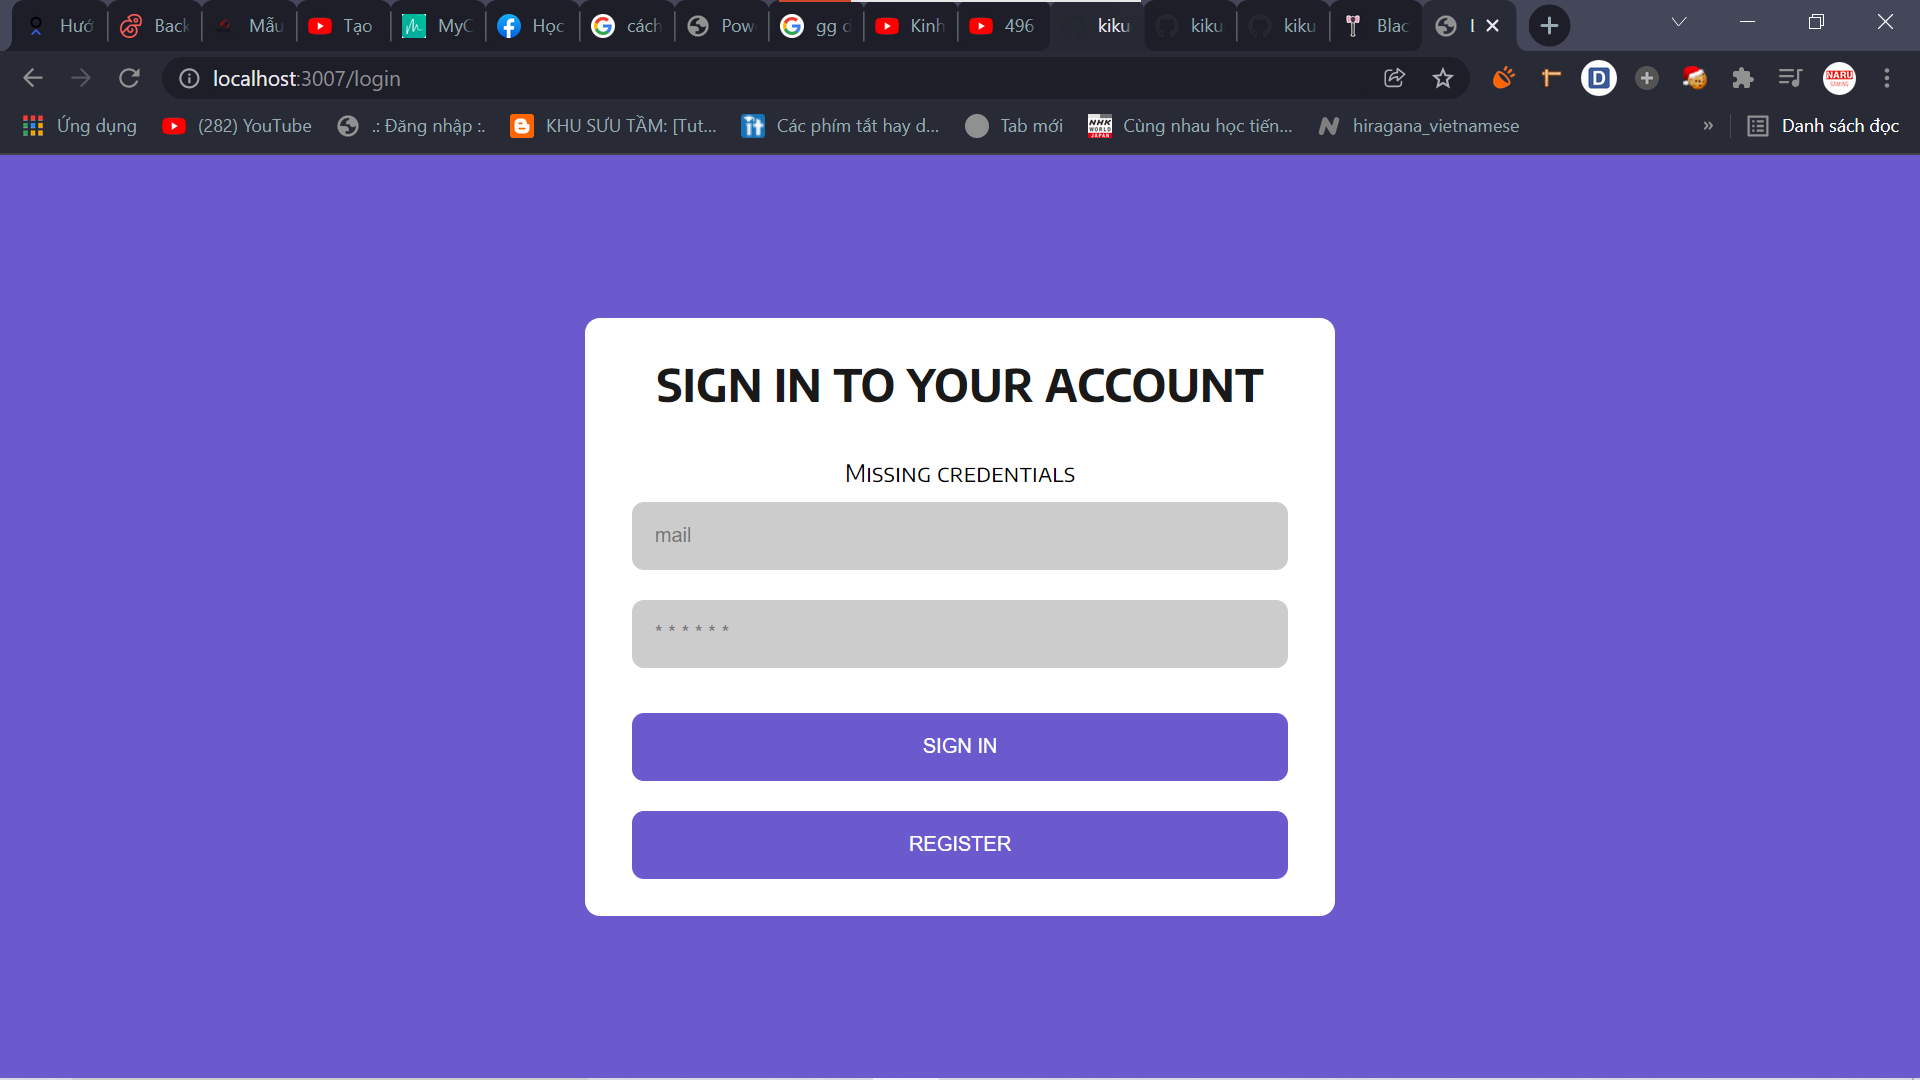 Hướ Back Mẫu Tạo MyC Học cách Pow gg d Kinh 496 kiku kiku kiku Blac
localhost:3007/login
Ứng dụng (282) YouTube .: Đăng nhập :. KHU SƯU TẦM: [Tut... Các phím tắt hay d... Tab mới Cùng nhau học tiến... hiragana_vietnamese » Danh sách đọc
SIGN IN TO YOUR ACCOUNT
Missing credentials
mail
* * * * * *
SIGN IN
REGISTER